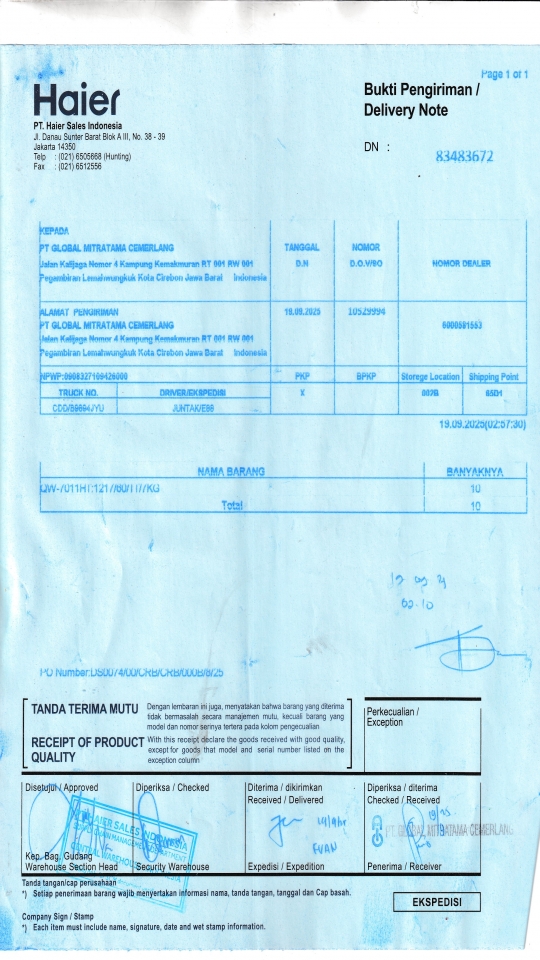 Page 1 of 1
Haier
Bukti Pengiriman /
Delivery Note
PT. Haier Sales Indonesia
Jl. Danau Sunter Barat Blok A III, No. 38 - 39
Jakarta 14350
Telp : (021) 6505668 (Hunting)
Fax : (021) 6512556
DN : 83483672
KEPADA
PT GLOBAL MITRATAMA CEMERLANG
Jalan Kalijaga Nomor 4 Kampung Kemakmuran RT 001 RW 001
Pegambiran Lemahwungkuk Kota Cirebon Jawa Barat Indonesia
TANGGAL D.N
NOMOR D.O.V/SO
NOMOR DEALER
ALAMAT PENGIRIMAN
PT GLOBAL MITRATAMA CEMERLANG
Jalan Kalijaga Nomor 4 Kampung Kemakmuran RT 001 RW 001
Pegambiran Lemahwungkuk Kota Cirebon Jawa Barat Indonesia
18.09.2025 10529994
PKP BPKP Storege Location Shipping Point
TRUCK NO. DRIVER/EKSPEDISI X
19.09.2025(02:57:30)
NAMA BARANG BANYAKNYA
10
Total 10
TANDA TERIMA MUTU
Dengan lembaran ini juga, menyatakan bahwa barang yang diterima
tidak bermasalah secara manajemen mutu, kecuali barang yang
model dan nomor serinya tertera pada kolom pengecualian
RECEIPT OF PRODUCT QUALITY
With this receipt declare the goods received with good quality,
except for goods that model and serial number listed on the
exception column
Perkecualian /
Exception
Disetujui / Approved
Diperiksa / Checked
Diterima / dikirimkan
Received / Delivered
Diperiksa / diterima
Checked / Received
PT GLOBAL MITRATAMA CEMERLANG
Kep. Bag. Gudang
Warehouse Section Head
Security Warehouse
Expedisi / Expedition
Penerima / Receiver
Tanda tangan/cap perusahaan
*) Setiap penerimaan barang wajib menyertakan informasi nama, tanda tangan, tanggal dan Cap basah.
EKSPEDISI
Company Sign / Stamp
*) Each item must include name, signature, date and wet stamp information.